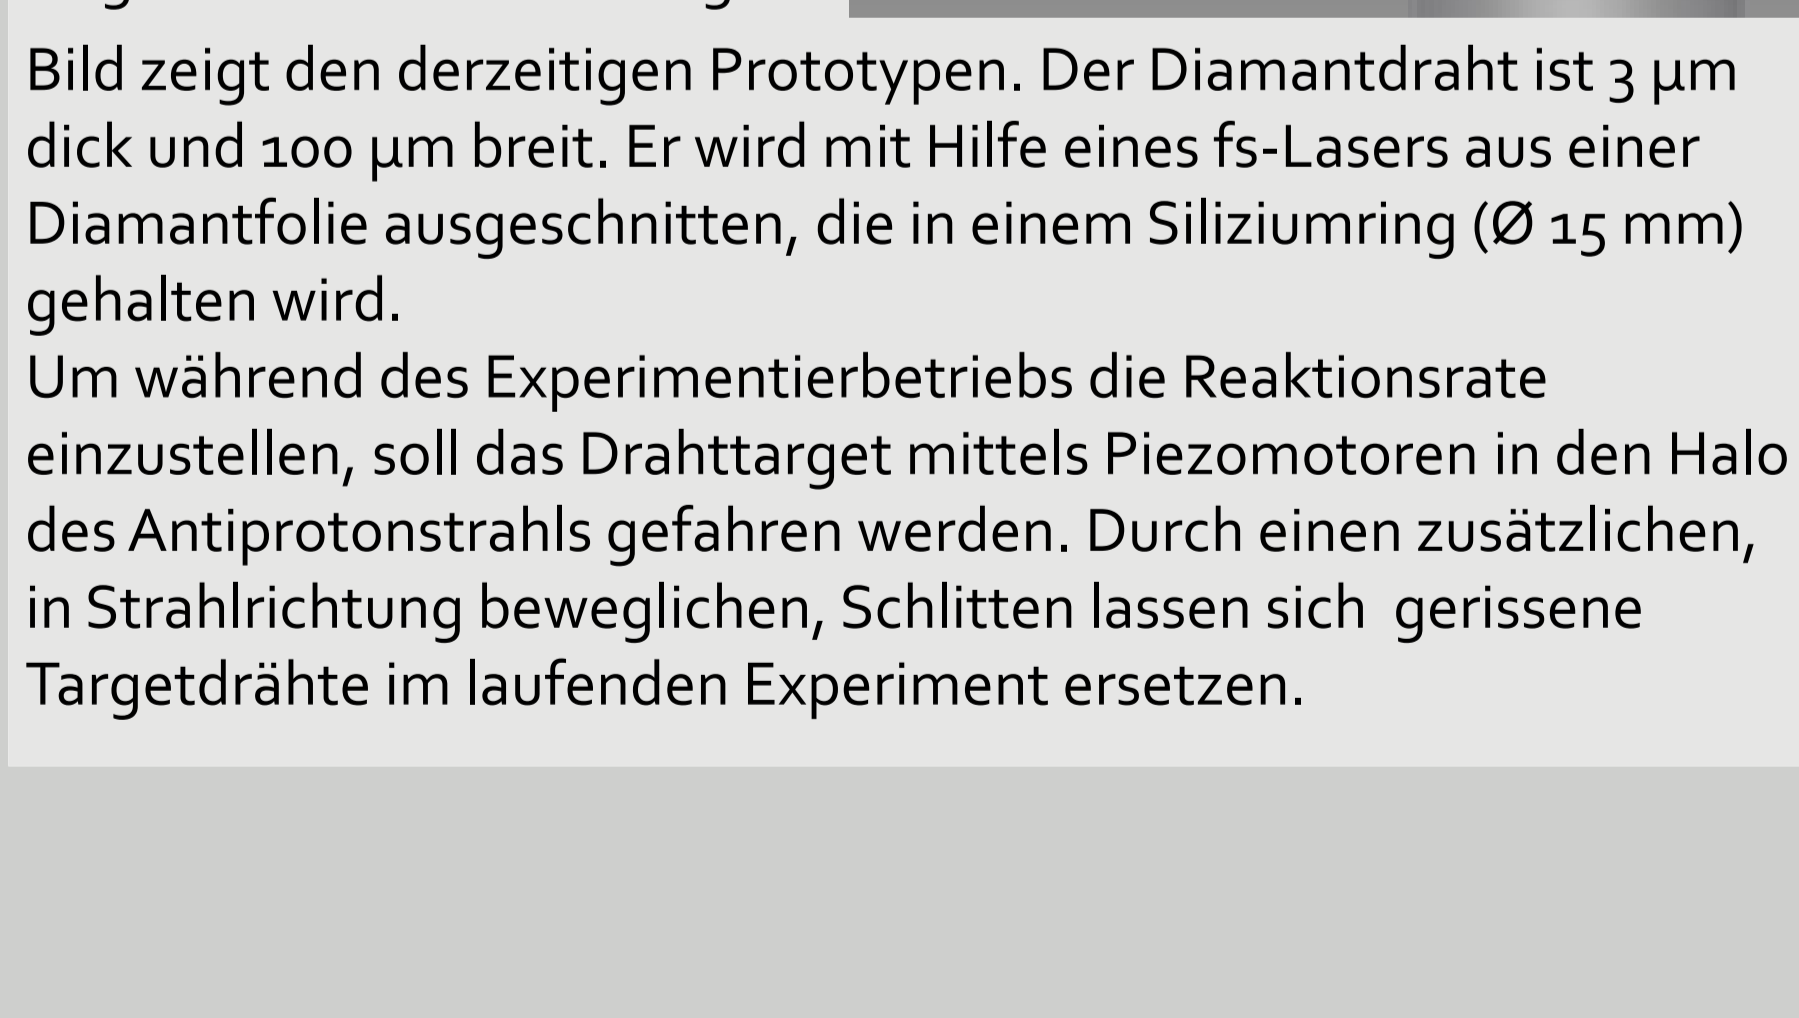 Bild zeigt den derzeitigen Prototypen. Der Diamantdraht ist 3 µm
dick und 100 µm breit. Er wird mit Hilfe eines fs-Lasers aus einer
Diamantfolie ausgeschnitten, die in einem Siliziumring (Ø 15 mm)
gehalten wird.
Um während des Experimentierbetriebs die Reaktionsrate
einzustellen, soll das Drahttarget mittels Piezomotoren in den Halo
des Antiprotonstrahls gefahren werden. Durch einen zusätzlichen,
in Strahlrichtung beweglichen, Schlitten lassen sich  gerissene
Targetdrähte im laufenden Experiment ersetzen.